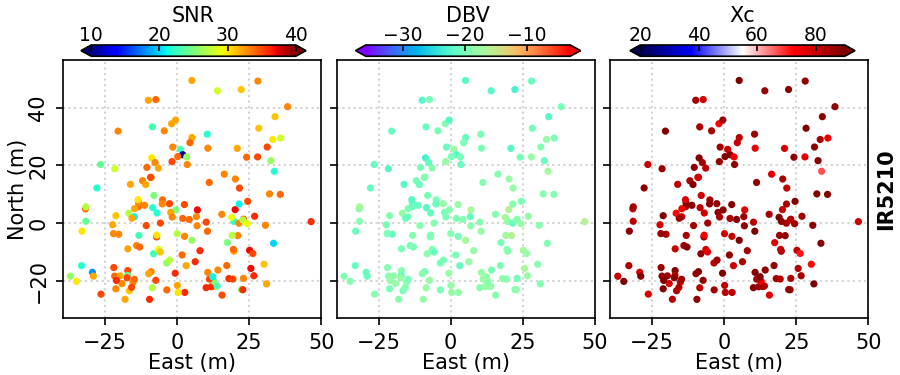 SNR DBV Xc
10 20 30 40 −30 −20 −10 20 40 60 80
40
20
0
−20
North (m)
IR5210
−25 0 25 50 −25 0 25 50 −25 0 25 50
East (m) East (m) East (m)